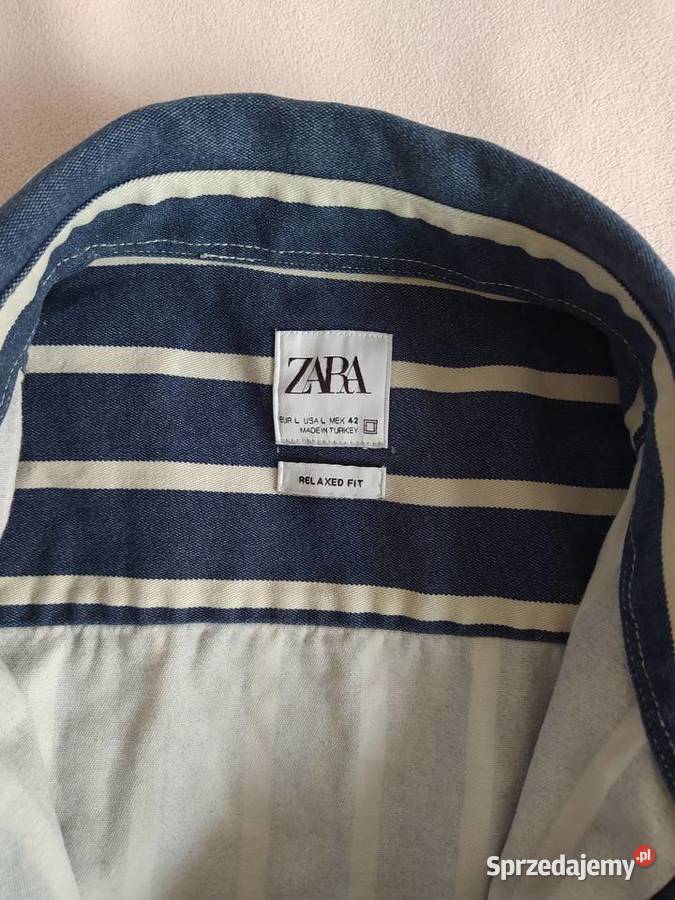 ZARA
EUR L USA L MEX 42
MADE IN TURKEY
RELAXED FIT
Sprzedajemy.pl